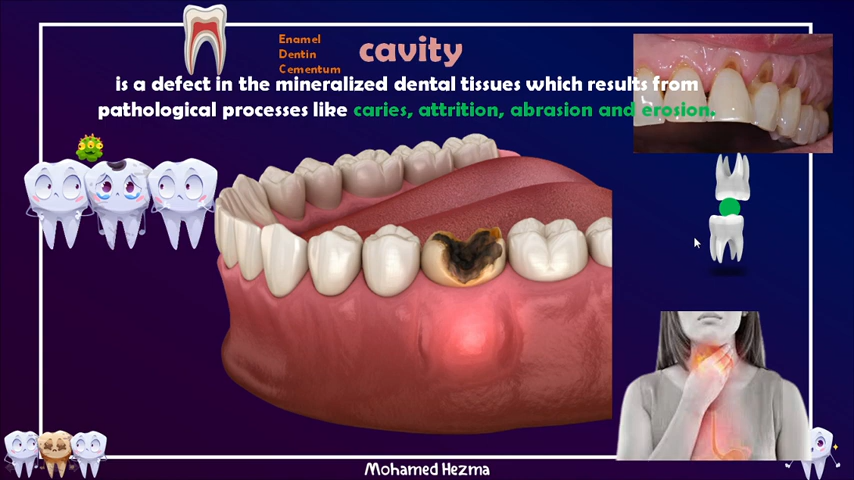 Enamel
Dentin
Cementum
cavity
is a defect in the mineralized dental tissues which results from
pathological processes like caries, attrition, abrasion and erosion.
Mohamed Hezma